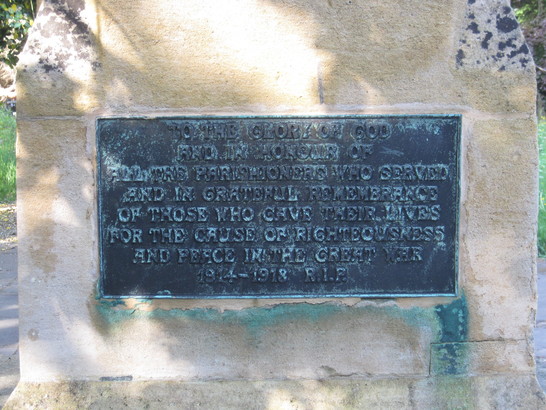 TO THE GLORY OF GOD
AND IN HONOUR OF
ALL THE PARISHIONERS WHO SERVED
AND IN GRATEFUL REMEMBRANCE
OF THOSE WHO GAVE THEIR LIVES
FOR THE CAUSE OF RIGHTEOUSNESS
AND PEACE IN THE GREAT WAR
1914-1918 R.I.P.